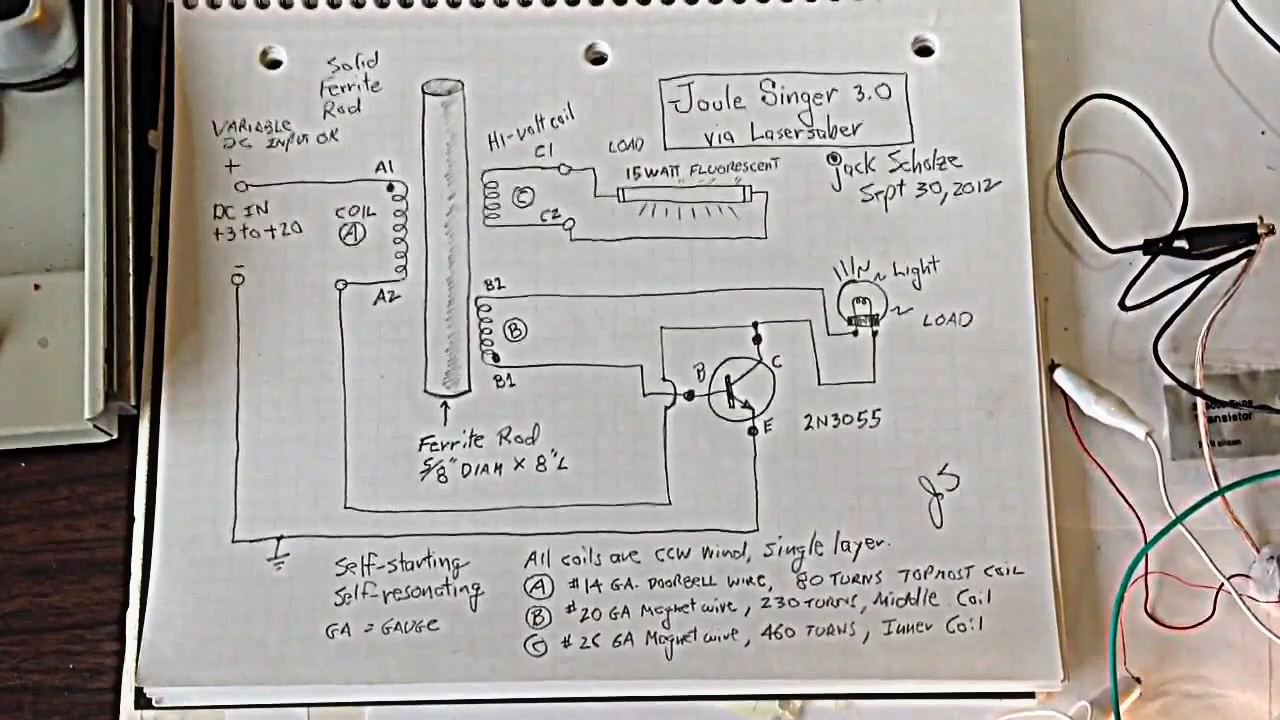 Solid
Ferrite
Rod
VARIABLE
DC INPUT OK
+
DC IN
+3 to +20
-
COIL
A
A1
A2
Hi-volt coil
C1
C
C2
LOAD
15 WATT FLUORESCENT
Joule Singer 3.0
via Lasersaber
Jack Scholze
Sept 30, 2012
B2
B
B1
Light
LOAD
B
C
E
2N3055
Ferrite Rod
5/8" DIAM x 8"L
JS
Self-starting
Self-resonating
GA = GAUGE
All coils are CCW wind, single layer.
A #14 GA. DOORBELL WIRE, 80 TURNS TOPMOST COIL
B #20 GA Magnet wire, 230 TURNS, Middle Coil
C #26 GA Magnet wire, 460 TURNS, Inner Coil